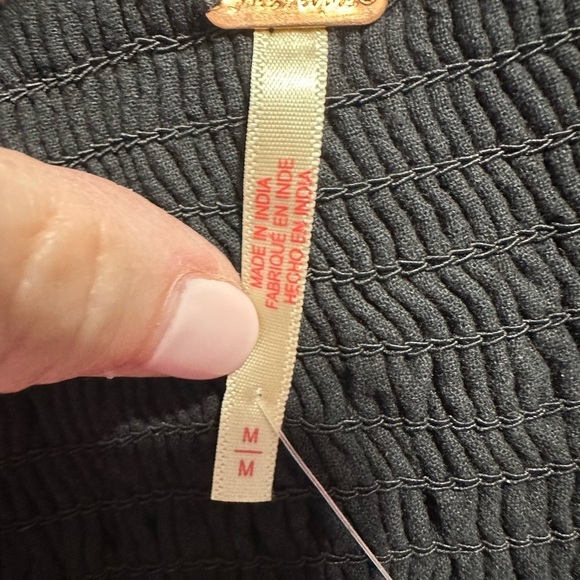 MADE IN INDIA
FABRIQUÉ EN INDE
HECHO EN INDIA
M
M